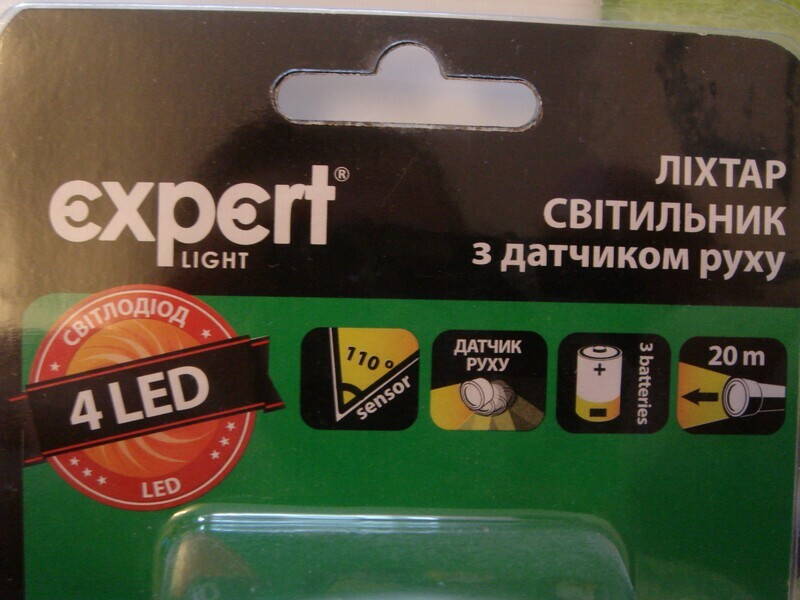 expert®
LIGHT
ЛІХТАР
СВІТИЛЬНИК
З ДАТЧИКОМ РУХУ
СВІТЛОДІОД
4 LED
LED
110°
sensor
ДАТЧИК
РУХУ
3 batteries
20 m